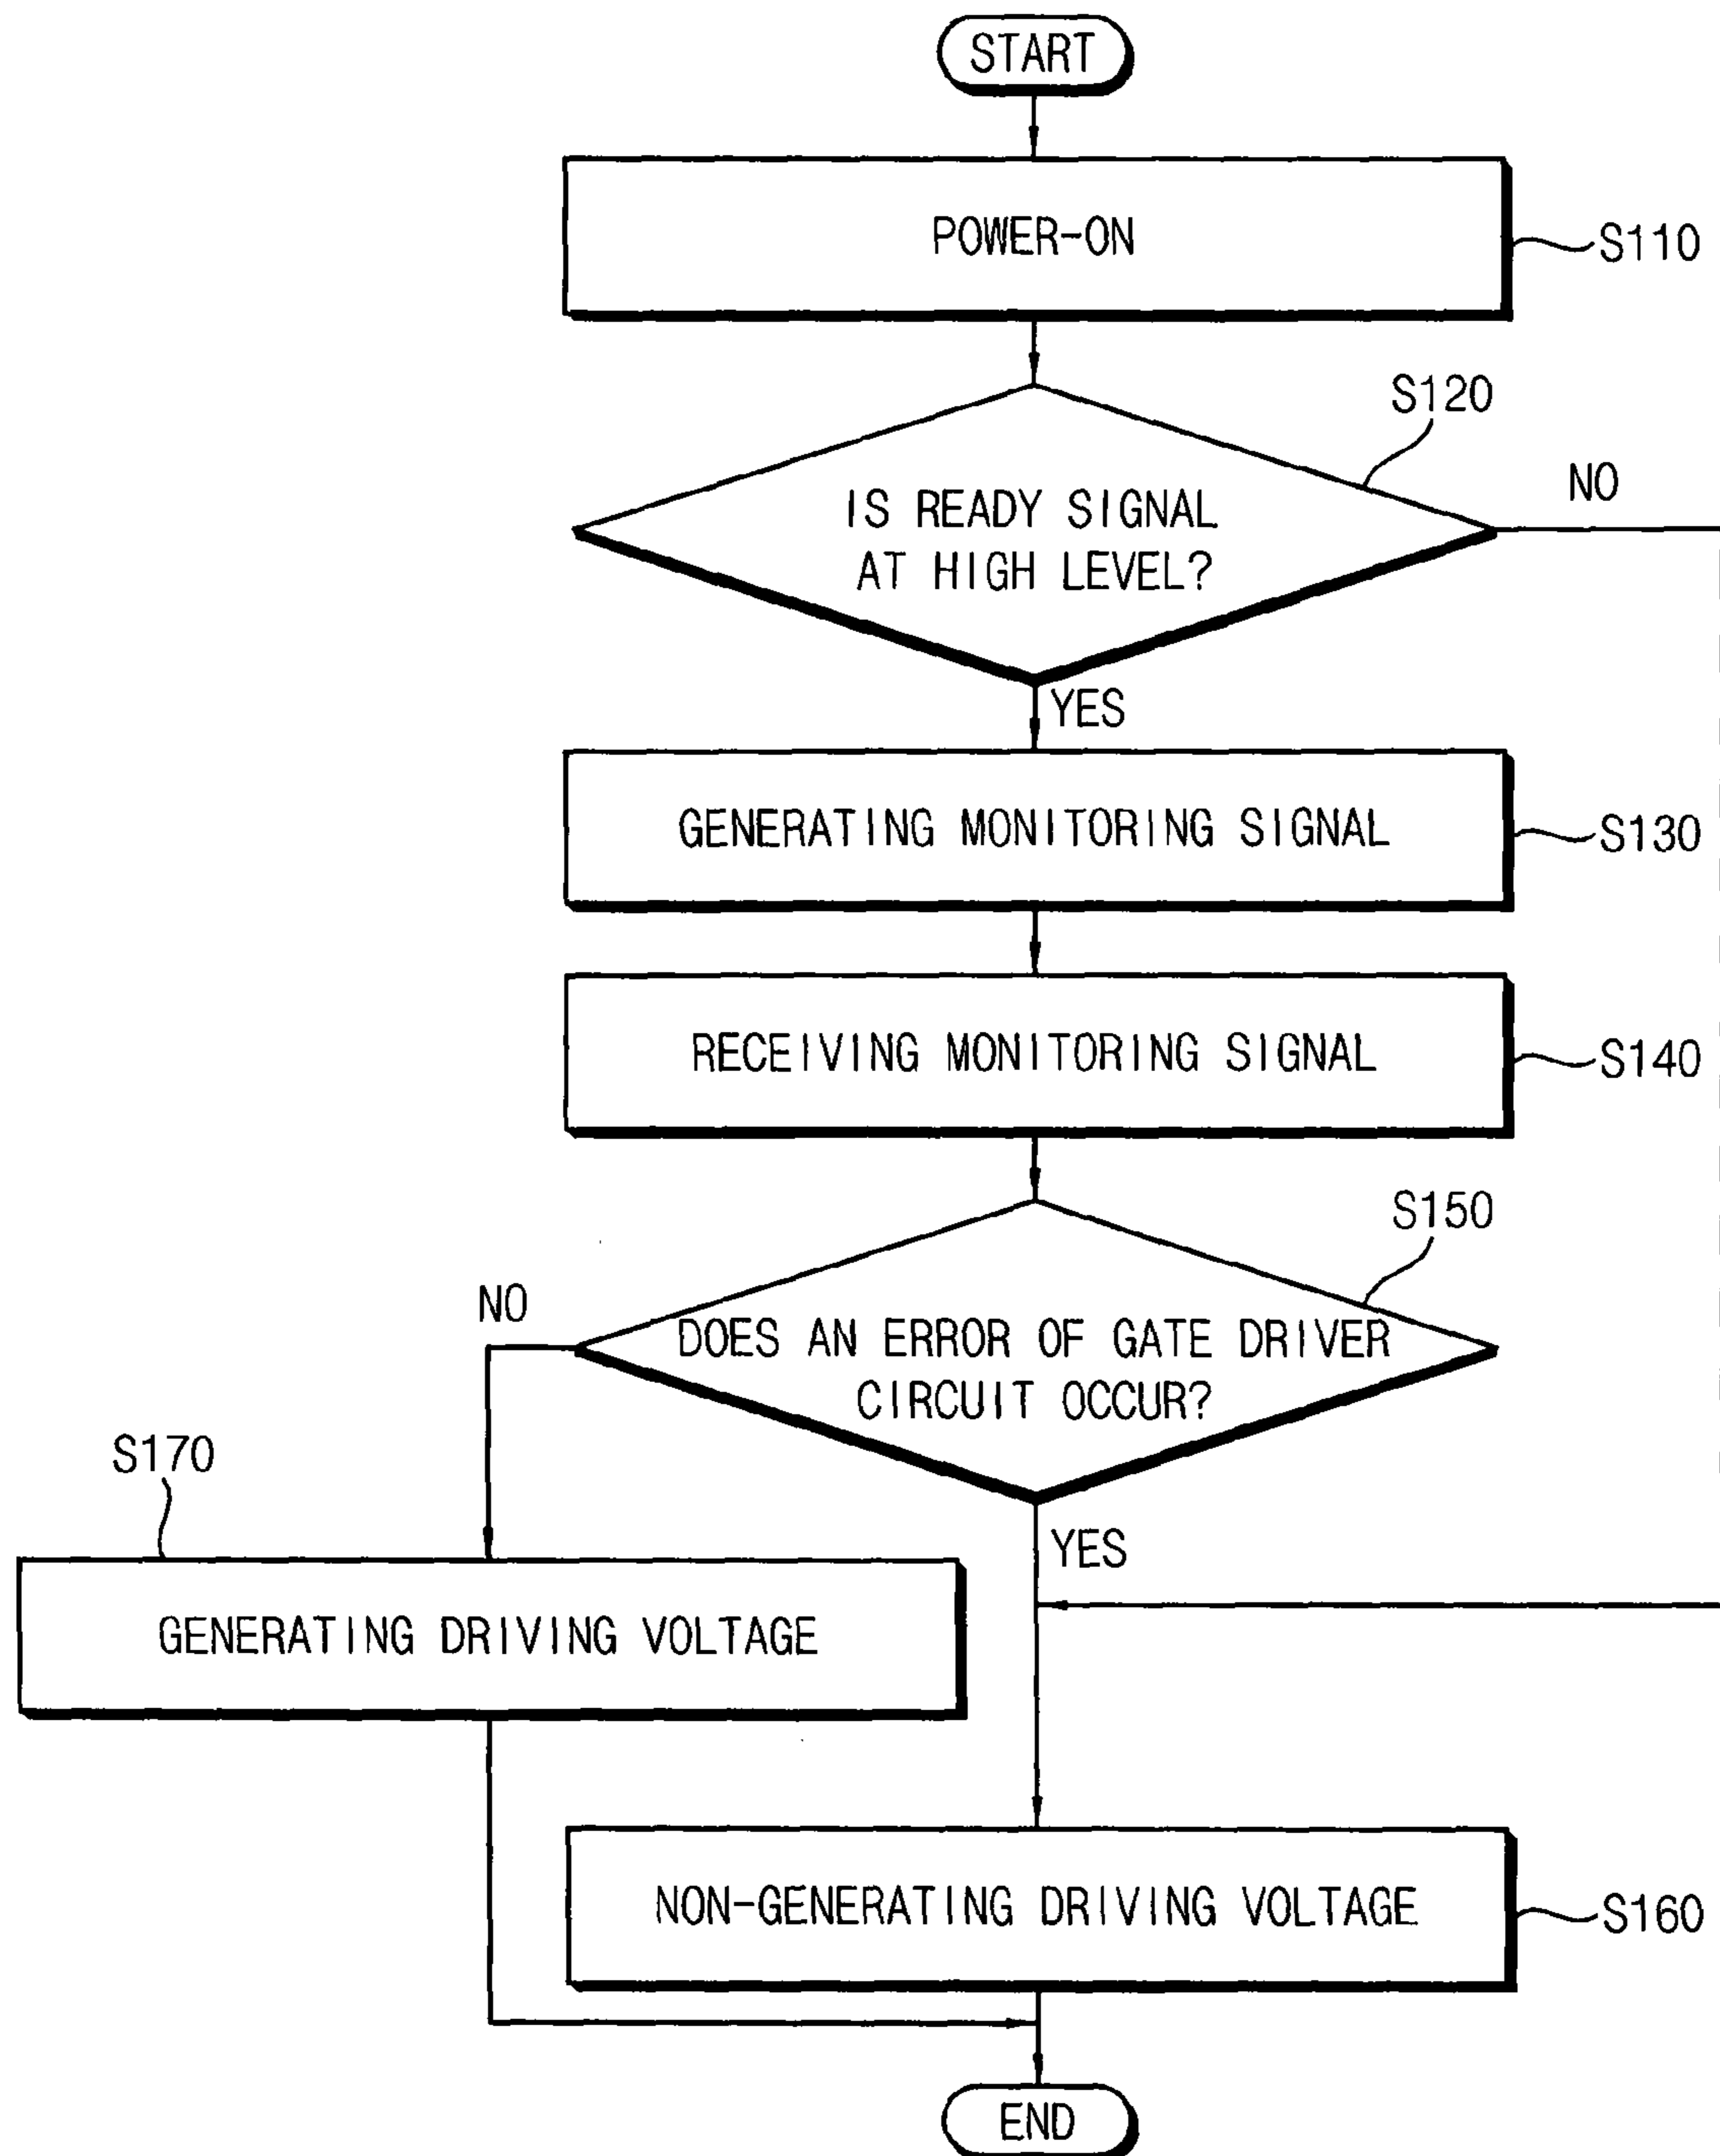 START
POWER-ON
S110
S120
NO
IS READY SIGNAL
AT HIGH LEVEL?
YES
GENERATING MONITORING SIGNAL
S130
RECEIVING MONITORING SIGNAL
S140
S150
NO
DOES AN ERROR OF GATE DRIVER
CIRCUIT OCCUR?
S170
YES
GENERATING DRIVING VOLTAGE
NON-GENERATING DRIVING VOLTAGE
S160
END